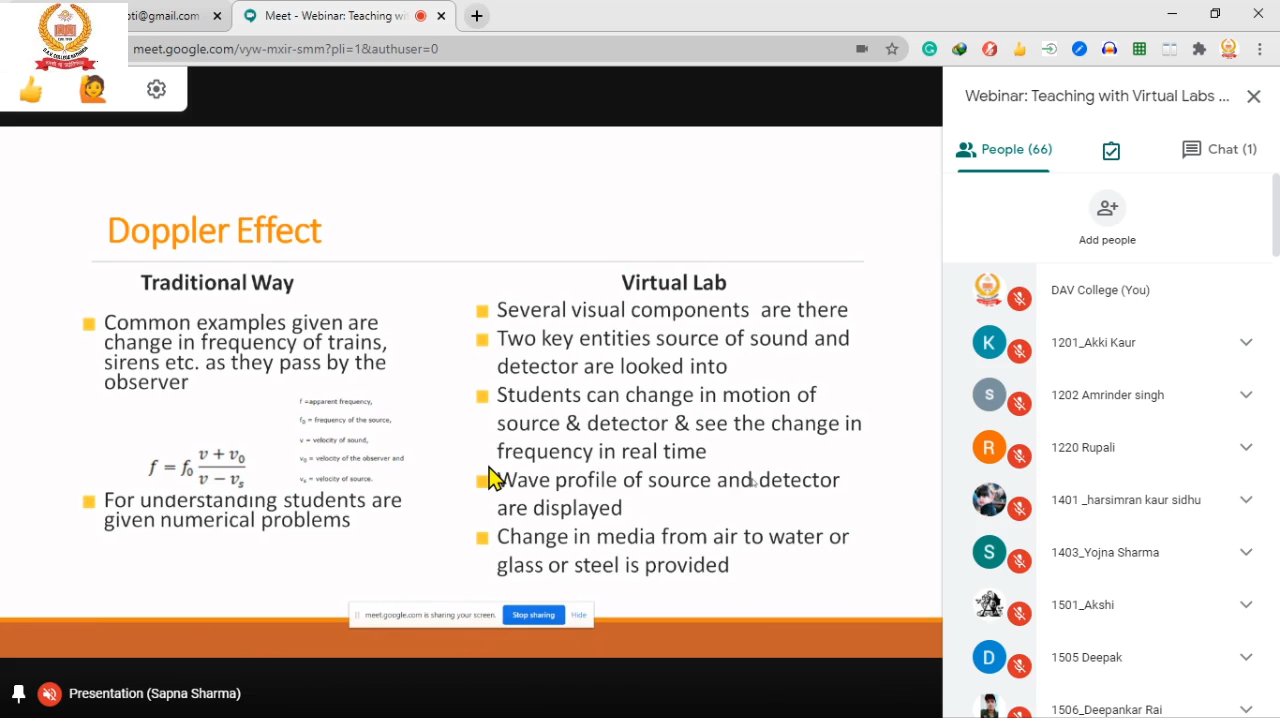 oti@gmail.com
Meet - Webinar: Teaching wit
meet.google.com/vyw-mxir-smm?pli=1&authuser=0
Webinar: Teaching with Virtual Labs ...
People (66)
Chat (1)
Add people
DAV College (You)
K
1201_Akki Kaur
s
1202 Amrinder singh
R
1220 Rupali
1401 _harsimran kaur sidhu
S
1403_Yojna Sharma
1501_Akshi
D
1505 Deepak
1506_Deepankar Rai
Doppler Effect
Traditional Way
Common examples given are
change in frequency of trains,
sirens etc. as they pass by the
observer
f =apparent frequency,
f₀ = frequency of the source,
v = velocity of sound,
v₀ = velocity of the observer and
vₛ = velocity of source.
f = f₀ (v + v₀)/(v − vₛ)
For understanding students are
given numerical problems
Virtual Lab
Several visual components are there
Two key entities source of sound and
detector are looked into
Students can change in motion of
source & detector & see the change in
frequency in real time
Wave profile of source and detector
are displayed
Change in media from air to water or
glass or steel is provided
meet.google.com is sharing your screen.
Stop sharing
Hide
Presentation (Sapna Sharma)